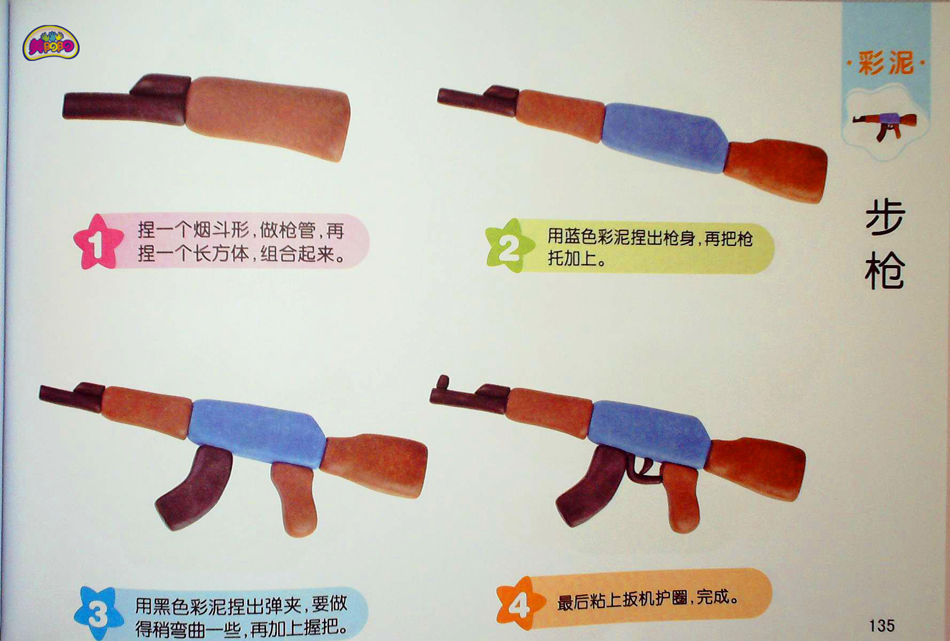 ·彩泥·
步枪
1
捏一个烟斗形，做枪管，再
捏一个长方体，组合起来。
2
用蓝色彩泥捏出枪身，再把枪
托加上。
3
用黑色彩泥捏出弹夹，要做
得稍弯曲一些，再加上握把。
4
最后粘上扳机护圈，完成。
135